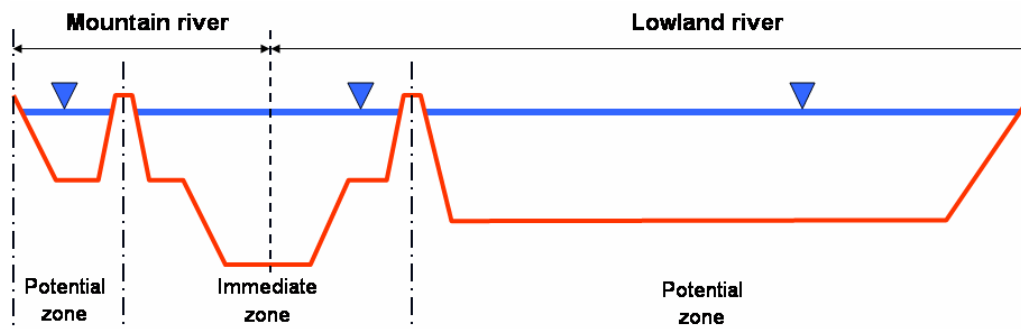 Mountain river
Lowland river
Potential
zone
Immediate
zone
Potential
zone